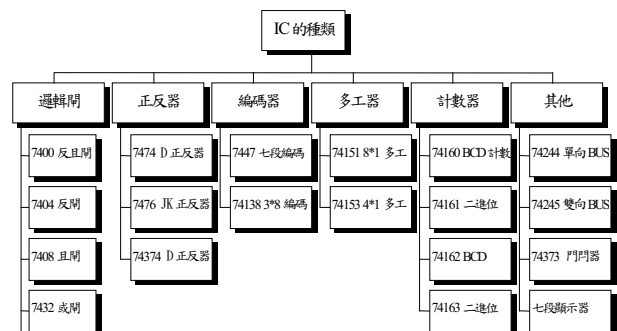 IC 的種類
邏輯閘
正反器
編碼器
多工器
計數器
其他
7400 反且閘
7474 D 正反器
7447 七段編碼
74151 8*1 多工
74160 BCD 計數
74244 單向 BUS
7404 反閘
7476 JK 正反器
74138 3*8 編碼
74153 4*1 多工
74161 二進位
74245 雙向 BUS
7408 且閘
74374 D 正反器
74162 BCD
74373 門閂器
7432 或閘
74163 二進位
七段顯示器